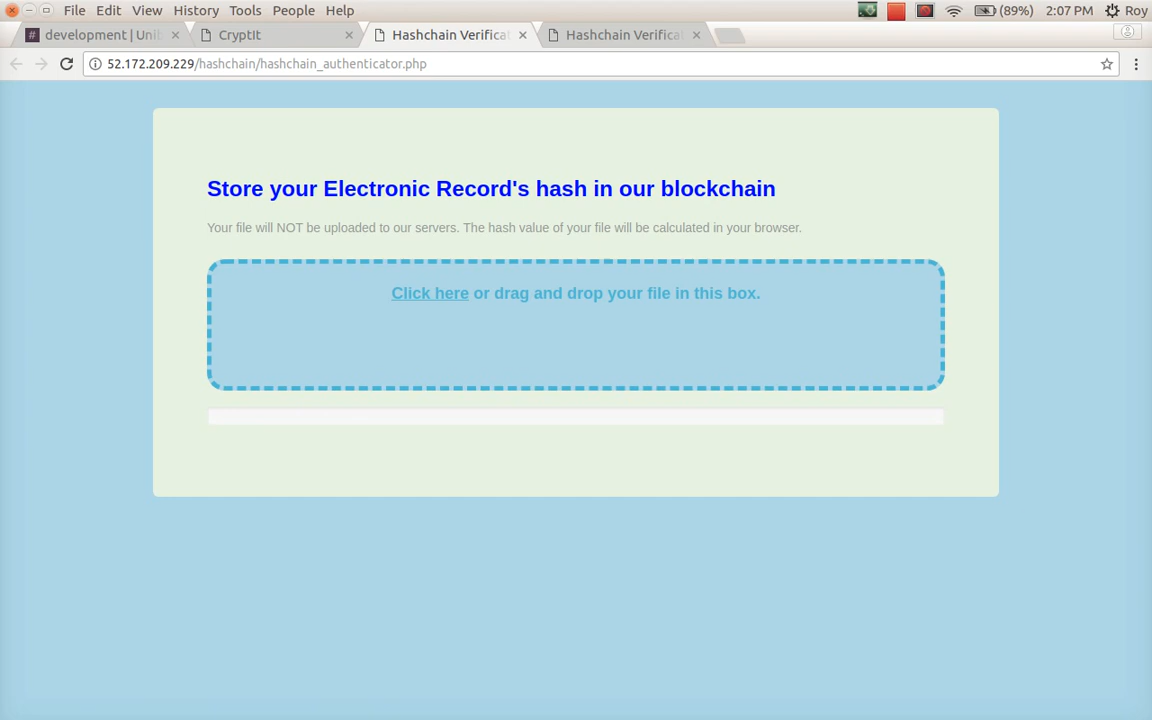 File Edit View History Tools People Help (89%) 2:07 PM Roy
# development | Unib CryptIt Hashchain Verificat Hashchain Verificat
52.172.209.229/hashchain/hashchain_authenticator.php
Store your Electronic Record's hash in our blockchain
Your file will NOT be uploaded to our servers. The hash value of your file will be calculated in your browser.
Click here or drag and drop your file in this box.